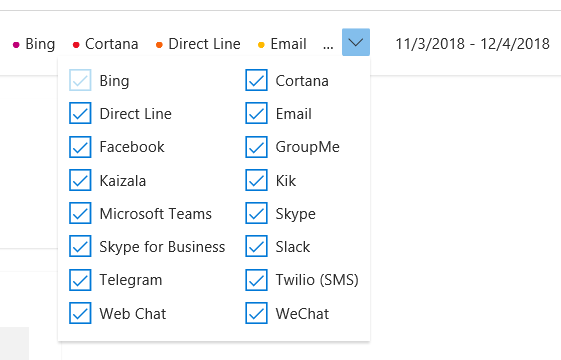 Bing Cortana Direct Line Email ... 11/3/2018 - 12/4/2018
Bing Cortana
Direct Line Email
Facebook GroupMe
Kaizala Kik
Microsoft Teams Skype
Skype for Business Slack
Telegram Twilio (SMS)
Web Chat WeChat